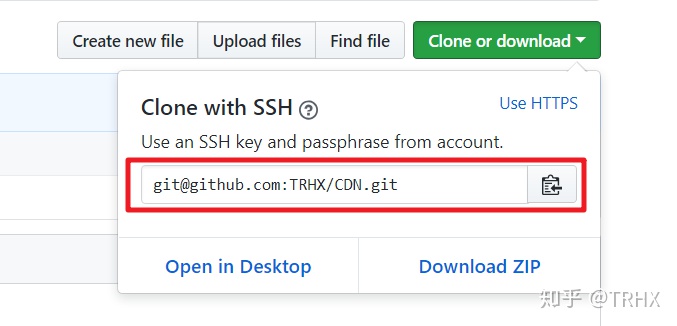 Create new file Upload files Find file Clone or download
Clone with SSH ? Use HTTPS
Use an SSH key and passphrase from account.
git@github.com:TRHX/CDN.git
Open in Desktop Download ZIP
知乎 @TRHX